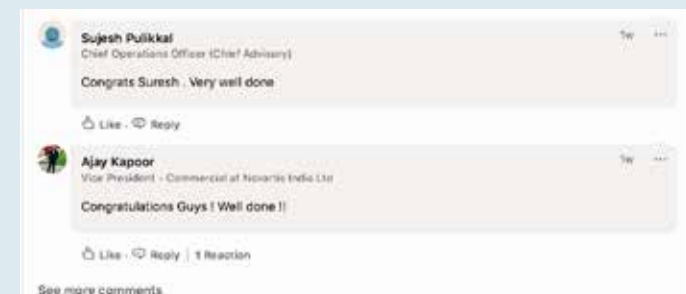 Sujesh Pulikkal
1w ...
Chief Operations Officer (Chief Advisory)
Congrats Suresh . Very well done
Like · Reply
Ajay Kapoor
1w ...
Vice President - Commercial at Novartis India Ltd
Congratulations Guys ! Well done !!
Like · Reply | 1 Reaction
See more comments